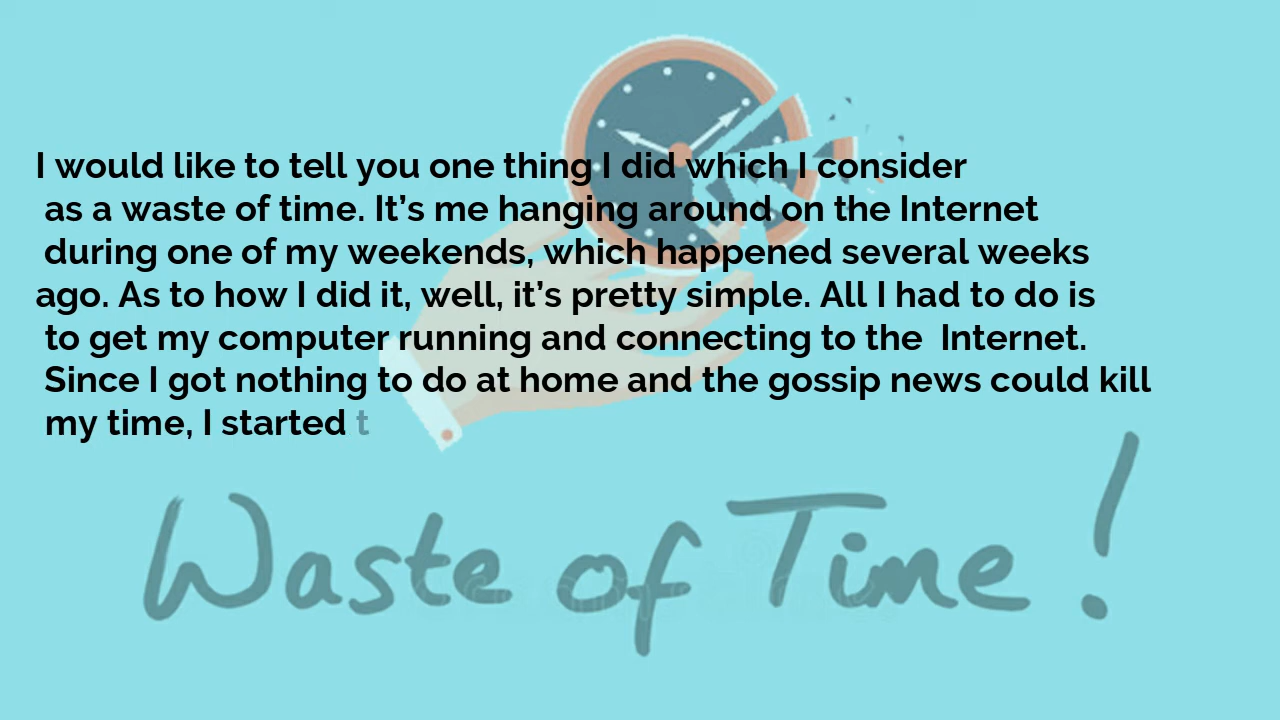 I would like to tell you one thing I did which I consider
as a waste of time. It’s me hanging around on the Internet
during one of my weekends, which happened several weeks
ago. As to how I did it, well, it’s pretty simple. All I had to do is
to get my computer running and connecting to the Internet.
Since I got nothing to do at home and the gossip news could kill
my time, I started t
Waste of Time!